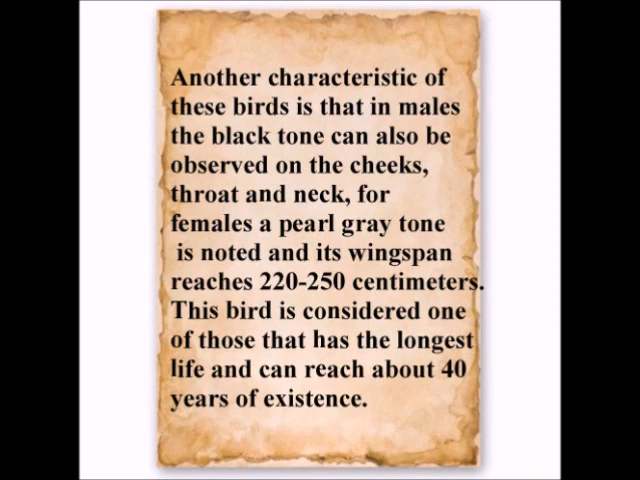 Another characteristic of
these birds is that in males
the black tone can also be
observed on the cheeks,
throat and neck, for
females a pearl gray tone
is noted and its wingspan
reaches 220-250 centimeters.
This bird is considered one
of those that has the longest
life and can reach about 40
years of existence.